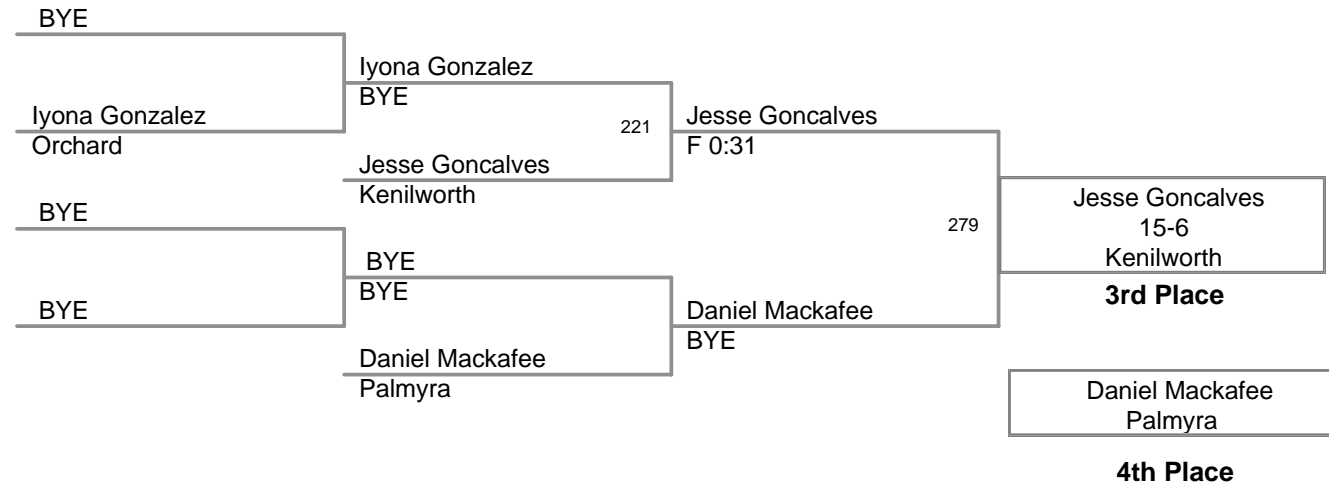 BYE
Iyona Gonzalez
BYE
Iyona Gonzalez
Orchard
221
Jesse Goncalves
F 0:31
Jesse Goncalves
Kenilworth
BYE
279
Jesse Goncalves
15-6
Kenilworth
3rd Place
BYE
BYE
BYE
Daniel Mackafee
BYE
Daniel Mackafee
Palmyra
Daniel Mackafee
Palmyra
4th Place